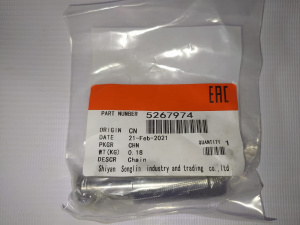 EAC
PART NUMBER 5267974
ORIGIN CN
DATE 21-Feb-2021
PKGR CHN QUANTITY 1
WT(KG) 0.16
DESCR Chain
Shiyan Songlin industry and trading co.,ltd